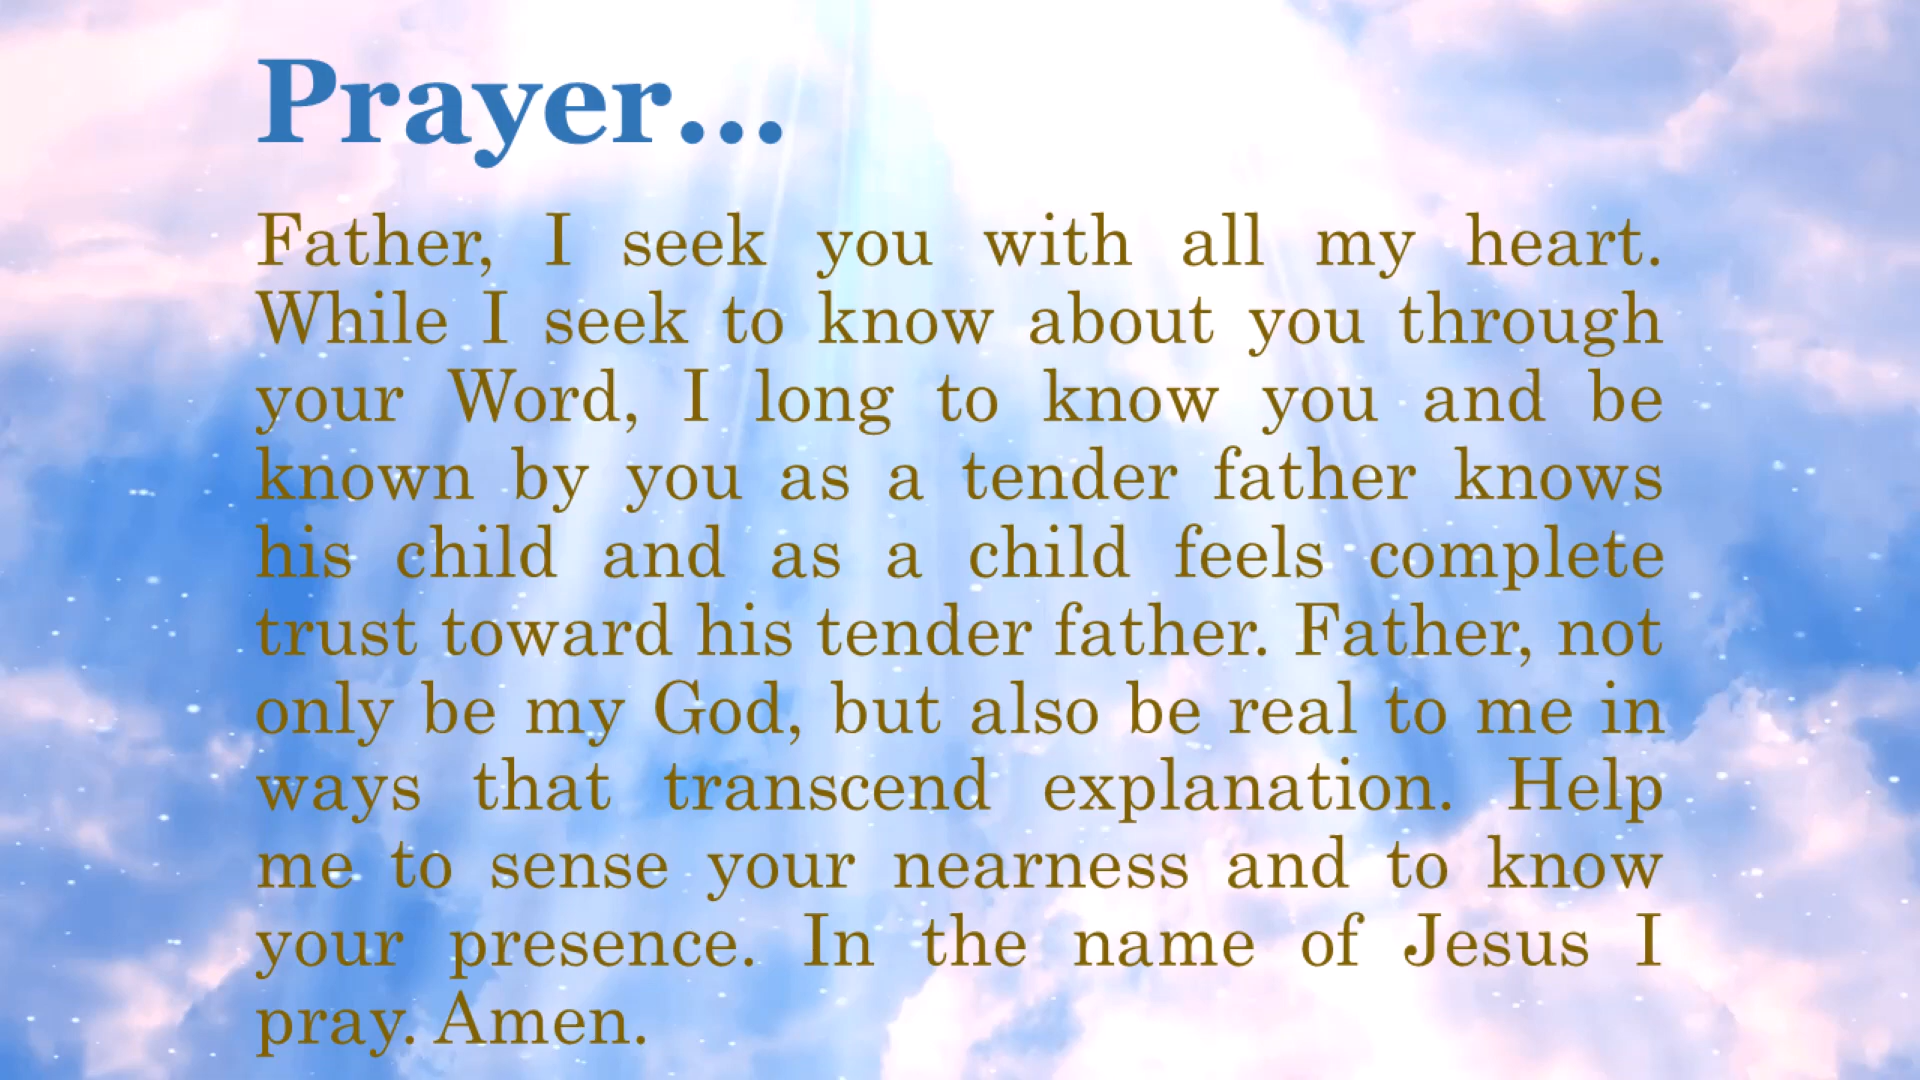 Prayer...
Father, I seek you with all my heart.
While I seek to know about you through
your Word, I long to know you and be
known by you as a tender father knows
his child and as a child feels complete
trust toward his tender father. Father, not
only be my God, but also be real to me in
ways that transcend explanation. Help
me to sense your nearness and to know
your presence. In the name of Jesus I
pray. Amen.